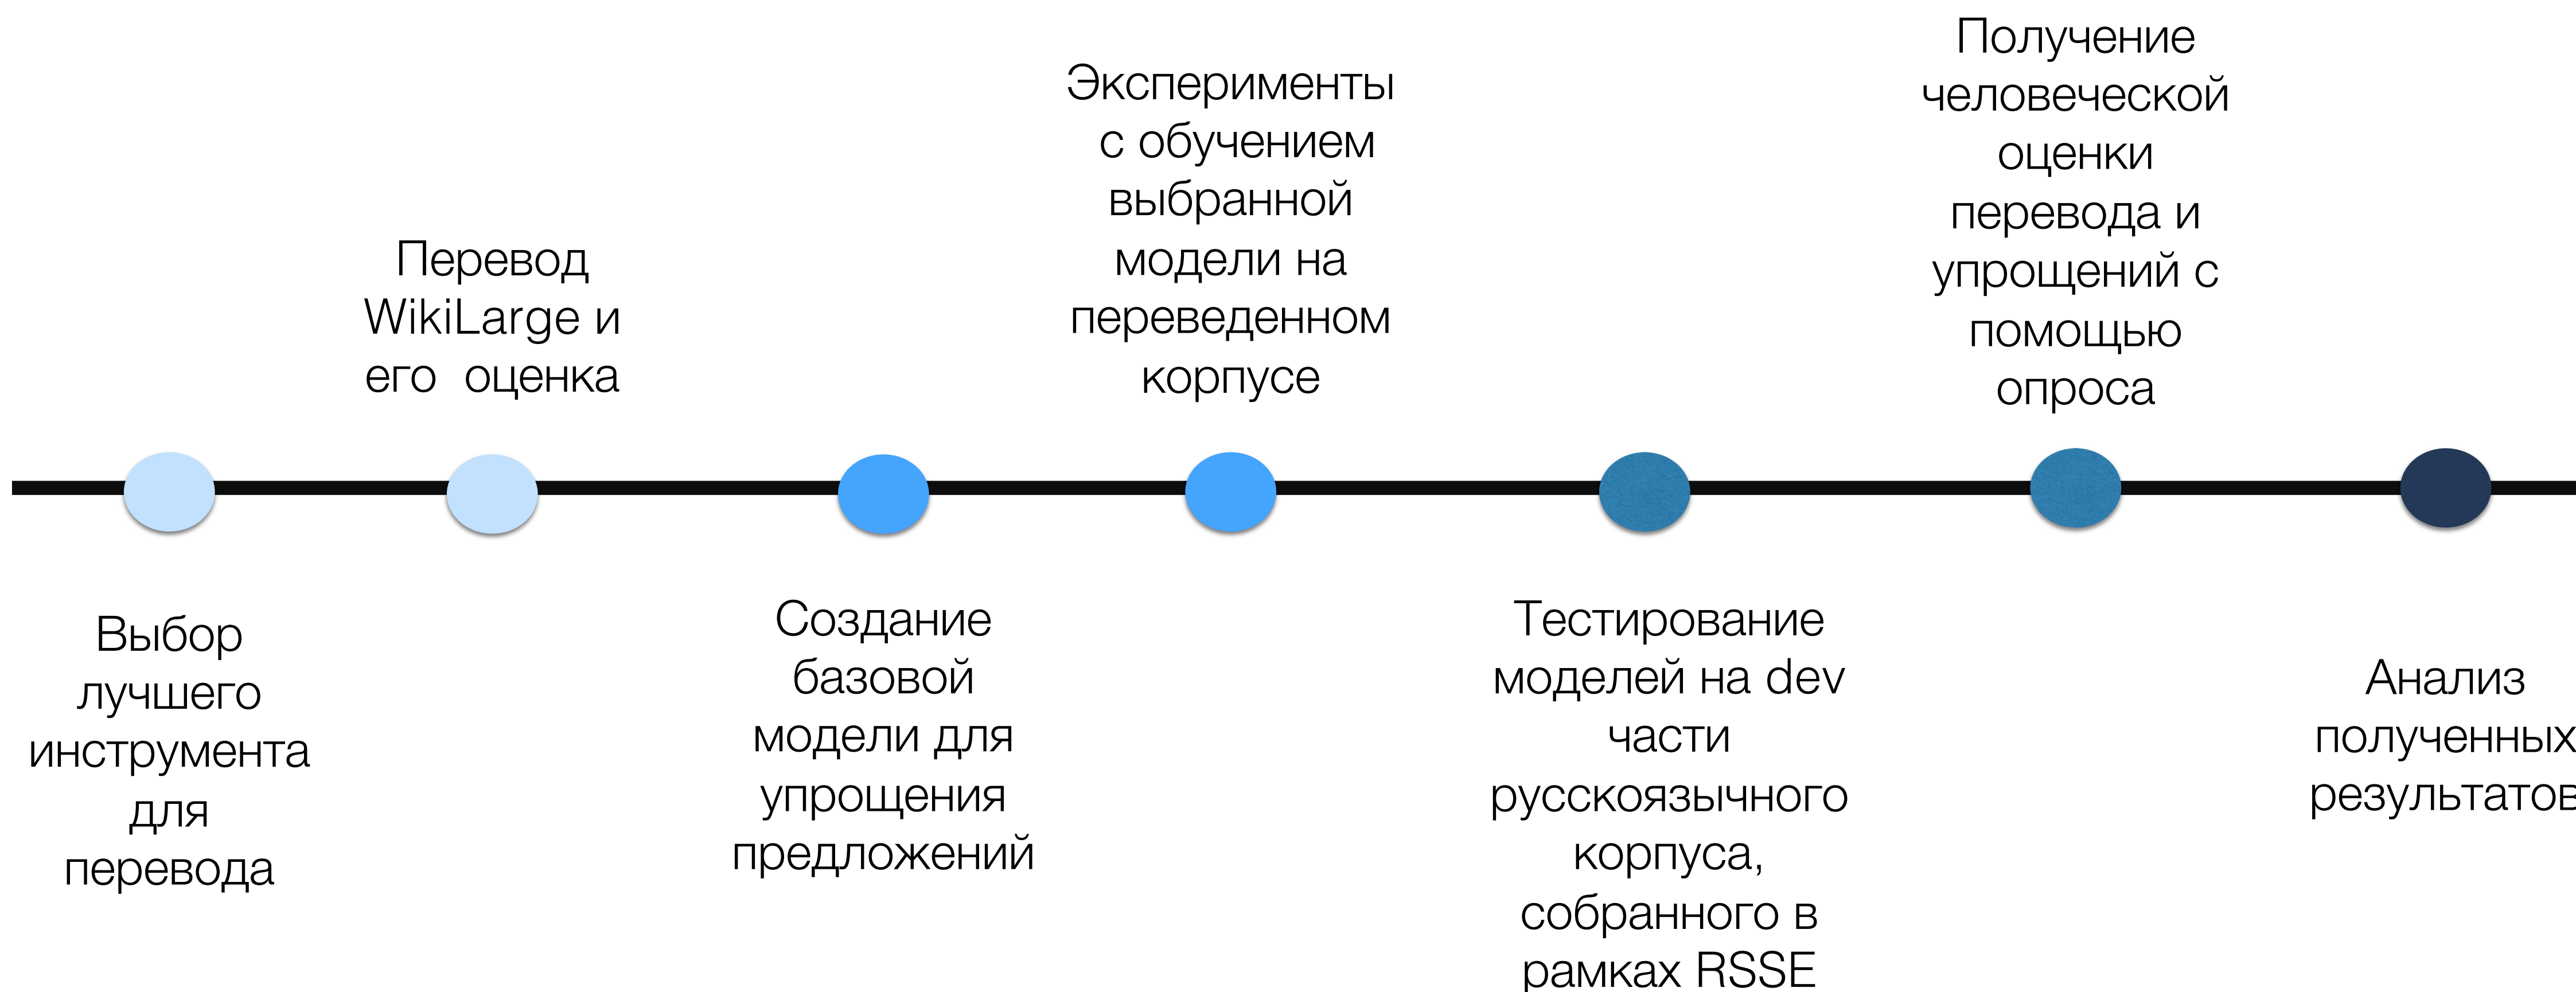 Выбор
лучшего
инструмента
для
перевода
Перевод
WikiLarge и
его оценка
Создание
базовой
модели для
упрощения
предложений
Эксперименты
с обучением
выбранной
модели на
переведенном
корпусе
Тестирование
моделей на dev
части
русскоязычного
корпуса,
собранного в
рамках RSSE
Получение
человеческой
оценки
перевода и
упрощений с
помощью
опроса
Анализ
полученных
результатов